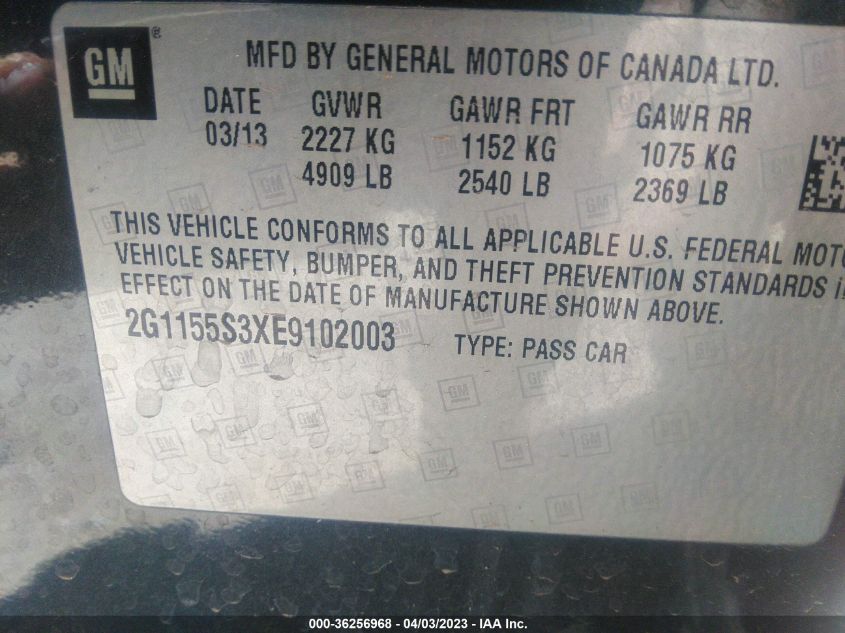 GM®
MFD BY GENERAL MOTORS OF CANADA LTD.
DATE GVWR GAWR FRT GAWR RR
03/13 2227 KG 1152 KG 1075 KG
4909 LB 2540 LB 2369 LB
THIS VEHICLE CONFORMS TO ALL APPLICABLE U.S. FEDERAL
VEHICLE SAFETY, BUMPER, AND THEFT PREVENTION STANDARDS
EFFECT ON THE DATE OF MANUFACTURE SHOWN ABOVE.
2G1155S3XE9102003 TYPE: PASS CAR
000-36256968 - 04/03/2023 - IAA Inc.